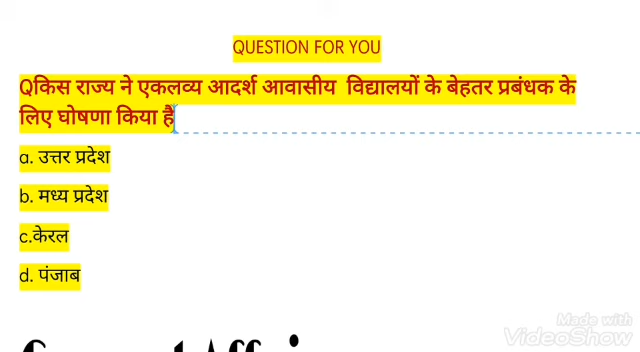 QUESTION FOR YOU
Qकिस राज्य ने एकलव्य आदर्श आवासीय विद्यालयों के बेहतर प्रबंधक के
लिए घोषणा किया है
a. उत्तर प्रदेश
b. मध्य प्रदेश
c.केरल
d. पंजाब
Made with
VideoShow